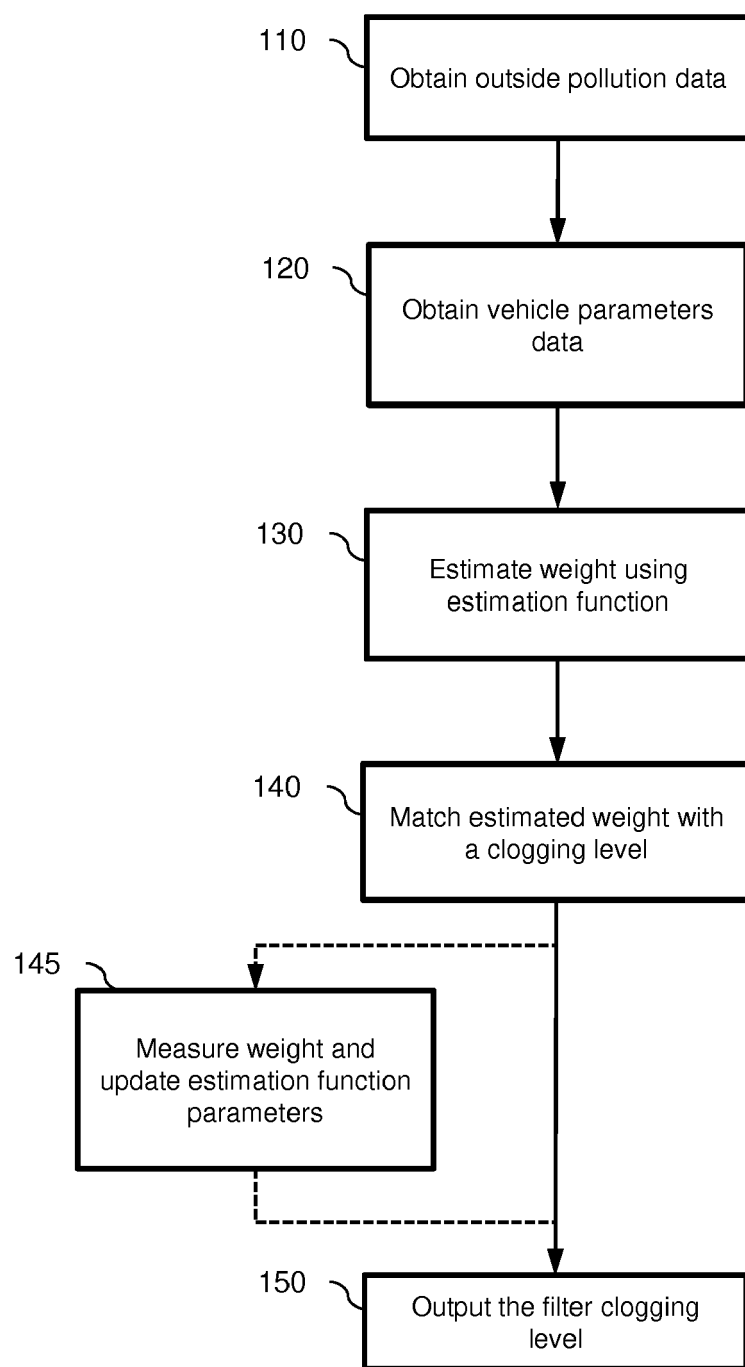 110
Obtain outside pollution data
120
Obtain vehicle parameters
data
130
Estimate weight using
estimation function
140
Match estimated weight with
a clogging level
145
Measure weight and
update estimation function
parameters
150
Output the filter clogging
level